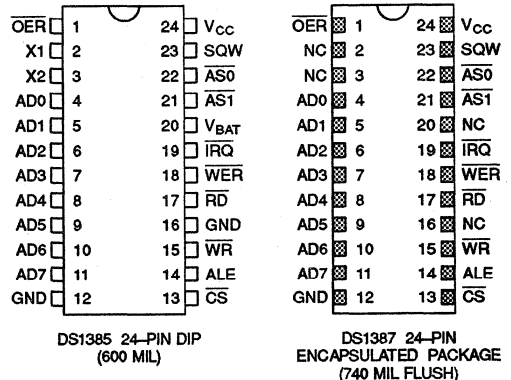 OER 1 24 VCC
X1 2 23 SQW
X2 3 22 AS0
AD0 4 21 AS1
AD1 5 20 VBAT
AD2 6 19 IRQ
AD3 7 18 WER
AD4 8 17 RD
AD5 9 16 GND
AD6 10 15 WR
AD7 11 14 ALE
GND 12 13 CS
DS1385 24–PIN DIP
(600 MIL)
OER 1 24 VCC
NC 2 23 SQW
NC 3 22 AS0
AD0 4 21 AS1
AD1 5 20 NC
AD2 6 19 IRQ
AD3 7 18 WER
AD4 8 17 RD
AD5 9 16 NC
AD6 10 15 WR
AD7 11 14 ALE
GND 12 13 CS
DS1387 24–PIN
ENCAPSULATED PACKAGE
(740 MIL FLUSH)